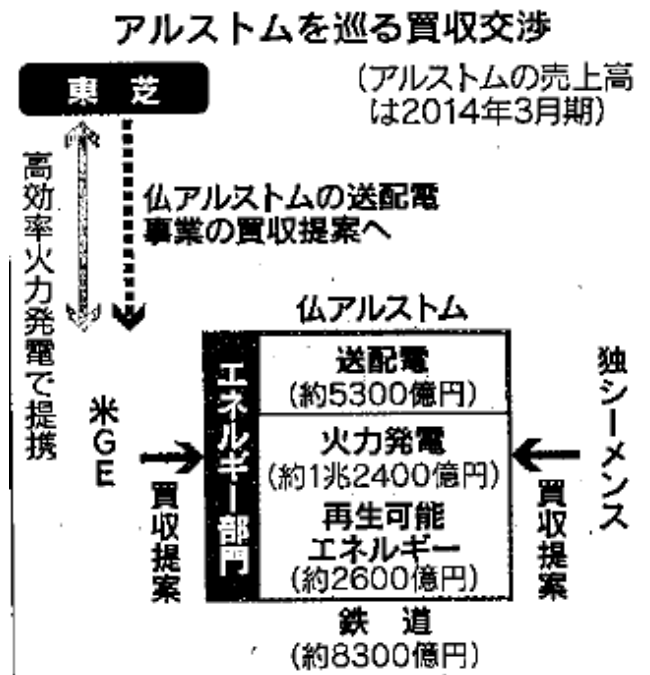 アルストムを巡る買収交渉
東芝
(アルストムの売上高
は2014年3月期)
高効率火力発電で提携
仏アルストムの送配電
事業の買収提案へ
仏アルストム
エネルギー部門
送配電
(約5300億円)
火力発電
(約1兆2400億円)
再生可能
エネルギー
(約2600億円)
米GE
買収提案
独シーメンス
買収提案
鉄道
(約8300億円)